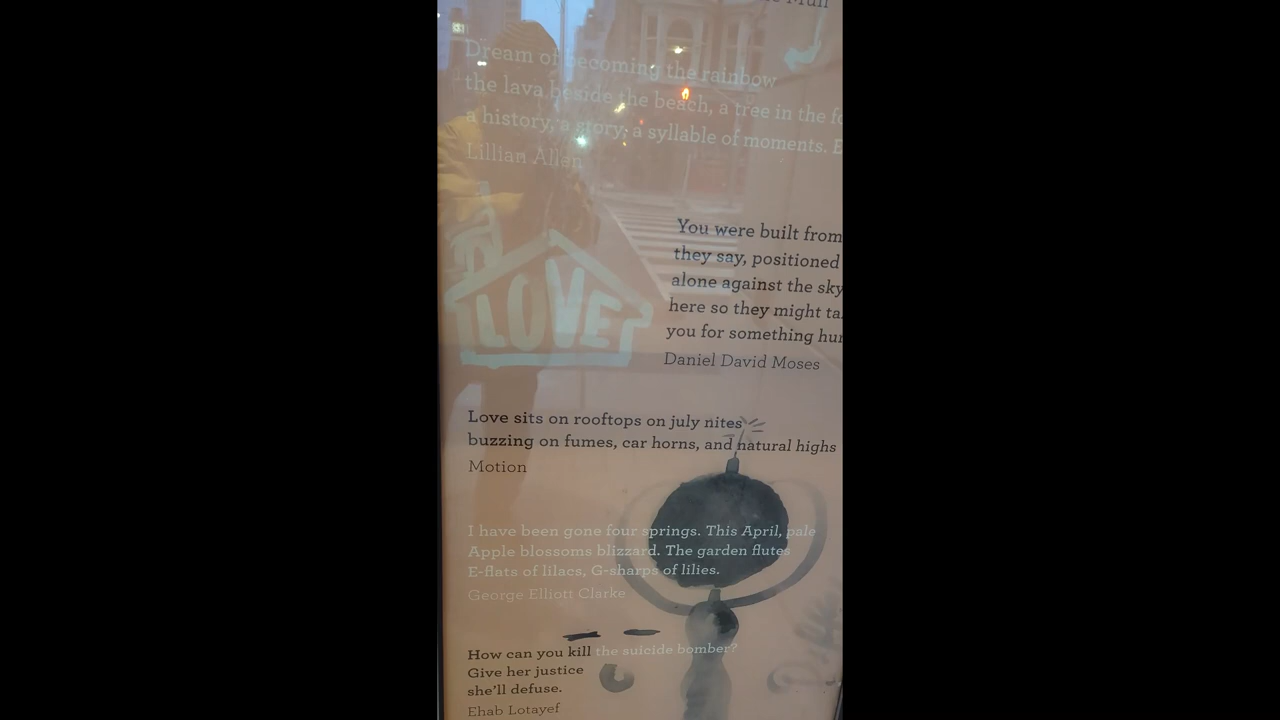 Dream of becoming the rainbow
the lava beside the beach, a tree in the
a history, a story; a syllable of moments.
Lillian Allen
LOVE
You were built from
they say, positioned
alone against the sky
here so they might
you for something
Daniel David Moses
Love sits on rooftops on july nites
buzzing on fumes, car horns, and natural highs
Motion
I have been gone four springs. This April, pale
Apple blossoms blizzard. The garden flutes
E-flats of lilacs, G-sharps of lilies.
George Elliott Clarke
How can you kill the suicide bomber?
Give her justice
she'll defuse.
Ehab Lotayef